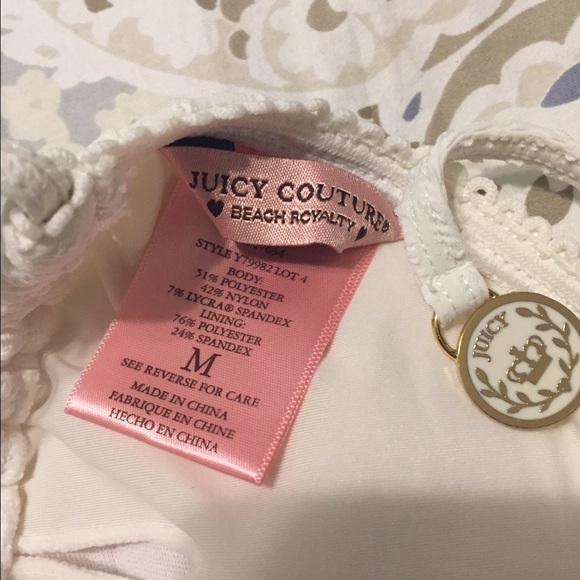 JUICY COUTURE®
BEACH ROYALTY
STYLE Y79982 LOT 4
BODY:
51% POLYESTER
42% NYLON
7% LYCRA® SPANDEX
LINING:
76% POLYESTER
24% SPANDEX
M
SEE REVERSE FOR CARE
MADE IN CHINA
FABRIQUE EN CHINE
HECHO EN CHINA
JUICY